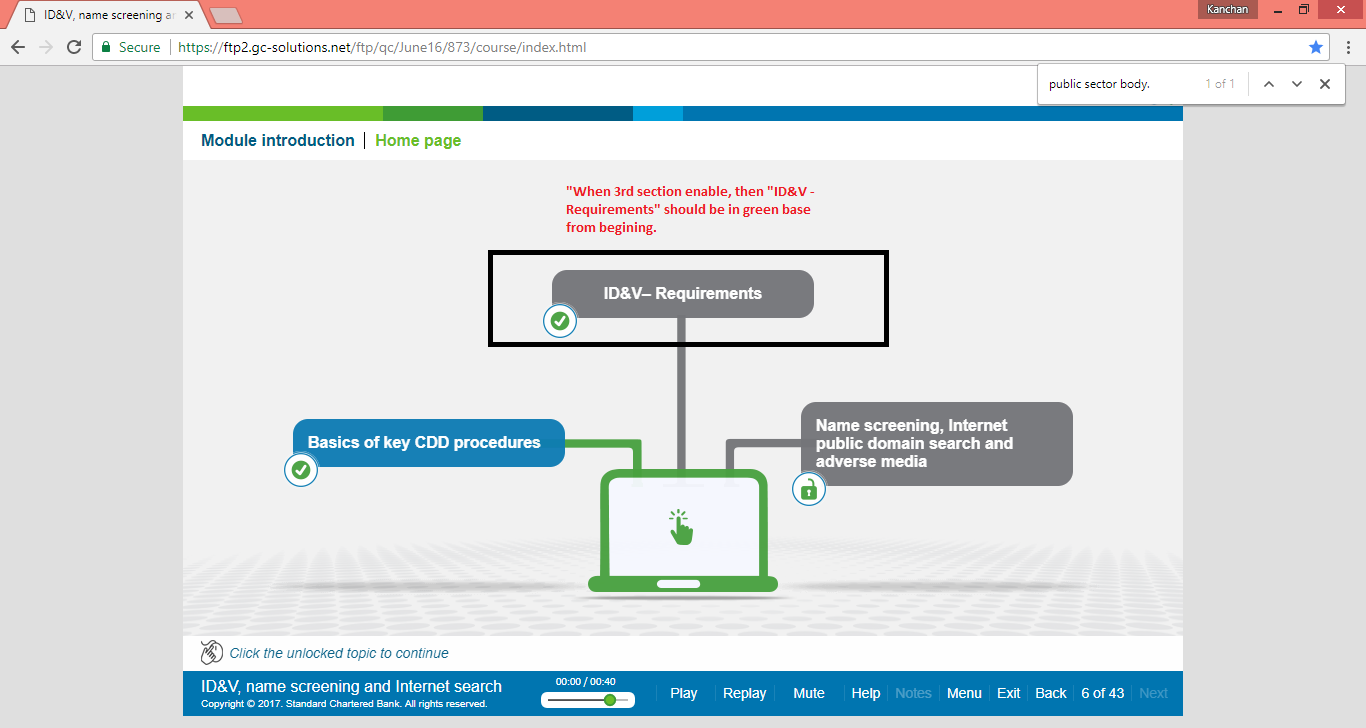 Kanchan
ID&V, name screening a
Secure
https://ftp2.gc-solutions.net/ftp/qc/June16/873/course/index.html
public sector body.
1 of 1
Module introduction
Home page
"When 3rd section enable, then "ID&V -
Requirements" should be in green base
from begining.
ID&V– Requirements
Basics of key CDD procedures
Name screening, Internet
public domain search and
adverse media
Click the unlocked topic to continue
ID&V, name screening and Internet search
Copyright © 2017. Standard Chartered Bank. All rights reserved.
00:00 / 00:40
Play
Replay
Mute
Help
Notes
Menu
Exit
Back
6 of 43
Next